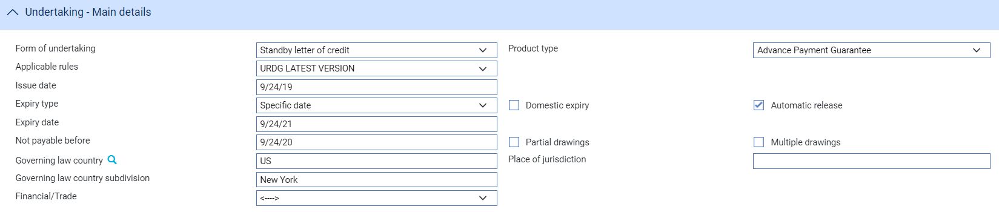 Undertaking - Main details
Form of undertaking Standby letter of credit Product type Advance Payment Guarantee
Applicable rules URDG LATEST VERSION
Issue date 9/24/19
Expiry type Specific date Domestic expiry Automatic release
Expiry date 9/24/21
Not payable before 9/24/20 Partial drawings Multiple drawings
Governing law country US Place of jurisdiction
Governing law country subdivision New York
Financial/Trade <---->